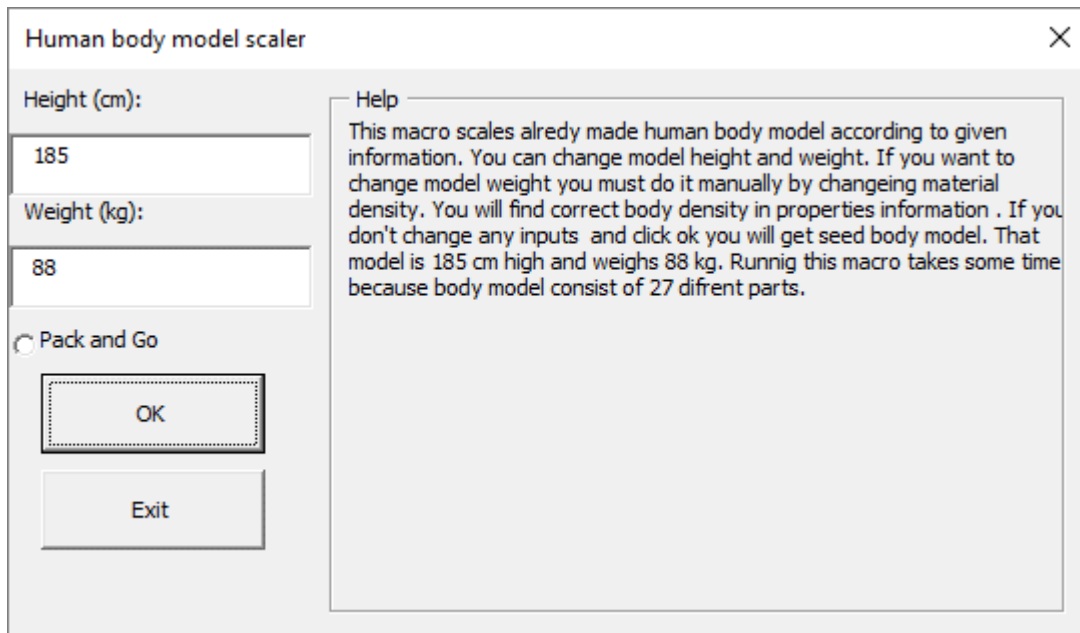 Human body model scaler
Height (cm):
185
Weight (kg):
88
Pack and Go
OK
Exit
Help
This macro scales alredy made human body model according to given
information. You can change model height and weight. If you want to
change model weight you must do it manually by changeing material
density. You will find correct body density in properties information . If you
don't change any inputs  and click ok you will get seed body model. That
model is 185 cm high and weighs 88 kg. Runnig this macro takes some time
because body model consist of 27 difrent parts.